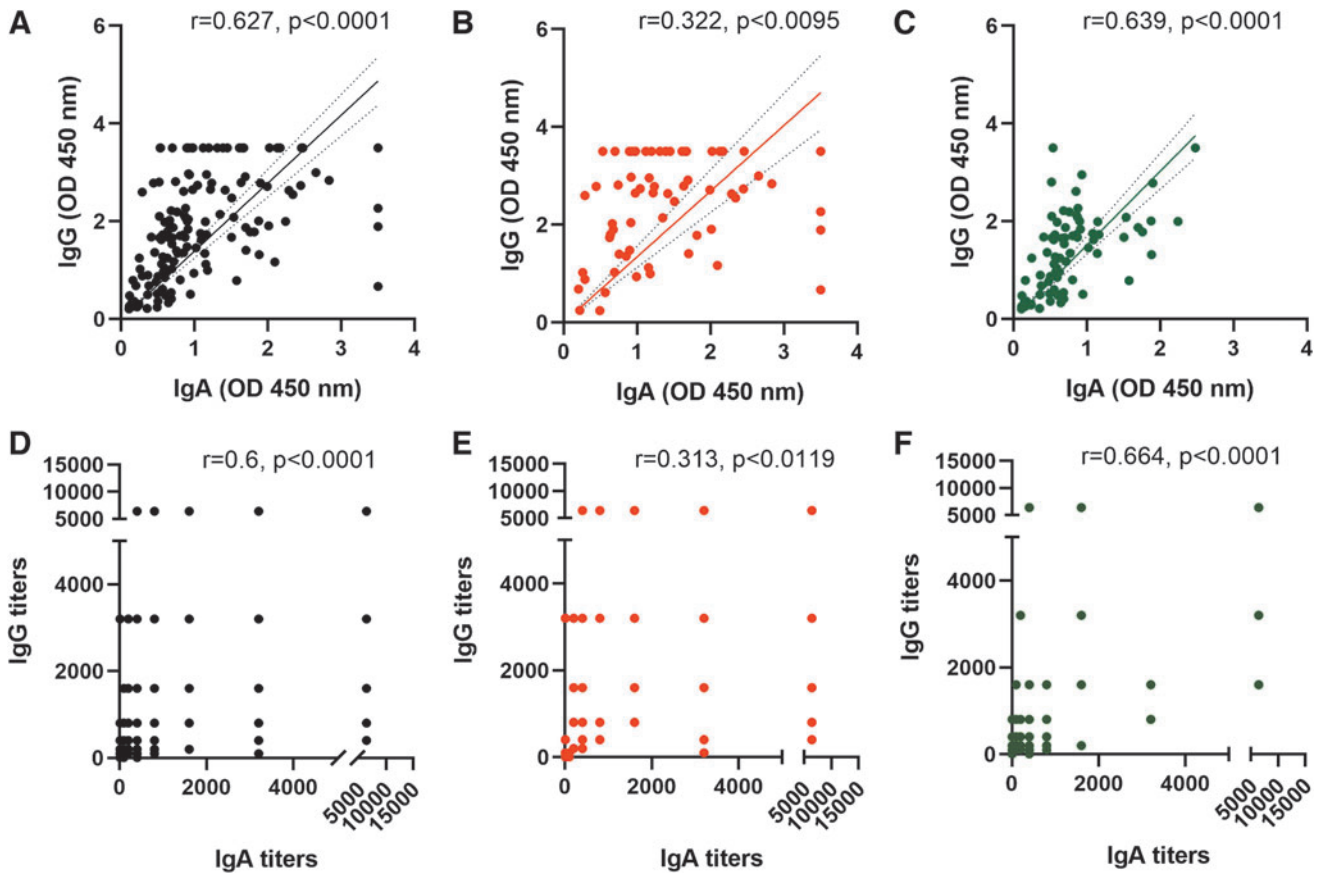 A
r=0.627, p<0.0001
6
4
2
0
0 1 2 3 4
IgG (OD 450 nm)
IgA (OD 450 nm)
B
r=0.322, p<0.0095
6
4
2
0
0 1 2 3 4
IgG (OD 450 nm)
IgA (OD 450 nm)
C
r=0.639, p<0.0001
6
4
2
0
0 1 2 3 4
IgG (OD 450 nm)
IgA (OD 450 nm)
D
r=0.6, p<0.0001
15000
10000
5000
4000
2000
0
0 2000 4000 5000 10000 15000
IgG titers
IgA titers
E
r=0.313, p<0.0119
15000
10000
5000
4000
2000
0
0 2000 4000 5000 10000 15000
IgG titers
IgA titers
F
r=0.664, p<0.0001
15000
10000
5000
4000
2000
0
0 2000 4000 5000 10000 15000
IgG titers
IgA titers